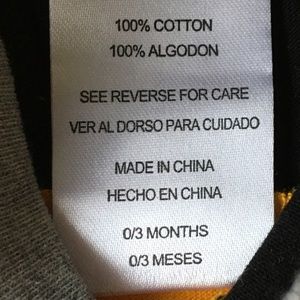 100% COTTON
100% ALGODON
SEE REVERSE FOR CARE
VER AL DORSO PARA CUIDADO
MADE IN CHINA
HECHO EN CHINA
0/3 MONTHS
0/3 MESES